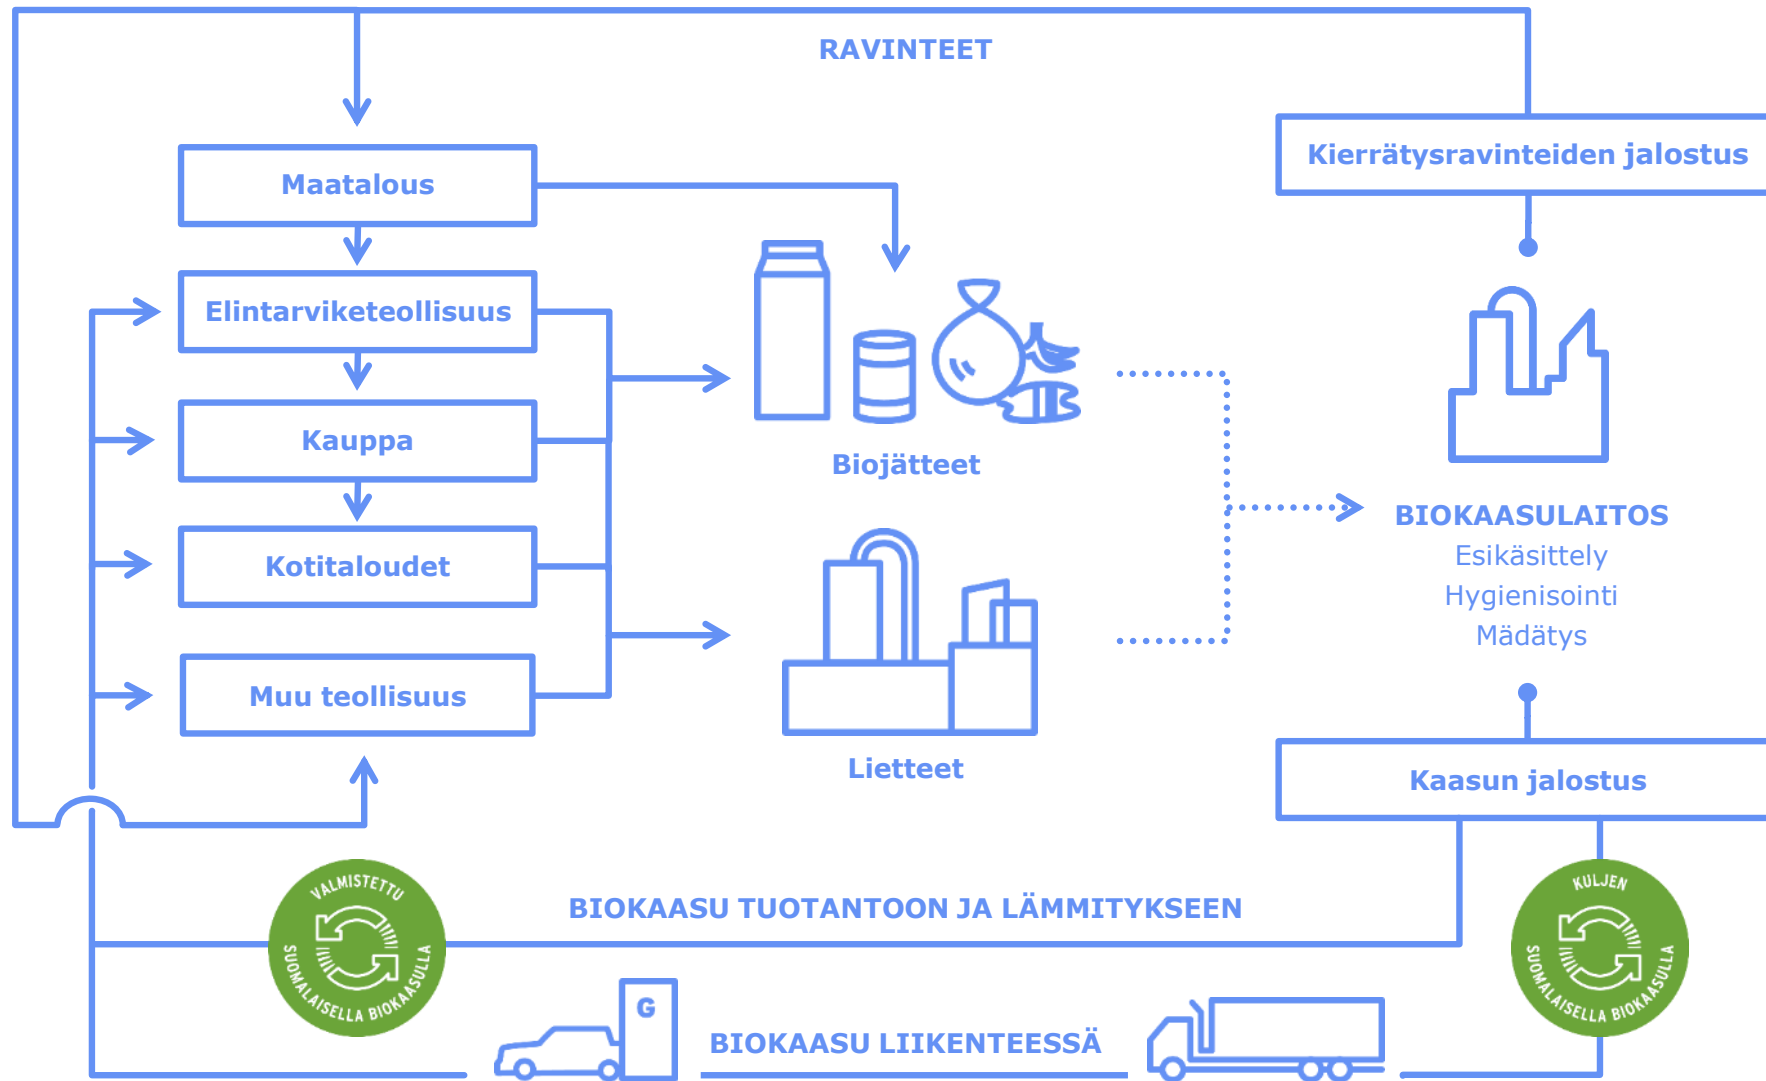 RAVINTEET
Maatalous
Kierrätysravinteiden jalostus
Elintarviketeollisuus
Kauppa
Kotitaloudet
Muu teollisuus
Biojätteet
Lietteet
BIOKAASULAITOS
Esikäsittely
Hygienisointi
Mädätys
Kaasun jalostus
VALMISTETTU
SUOMALAISELLA BIOKAASULLA
BIOKAASU TUOTANTOON JA LÄMMITYKSEEN
KULJEN
SUOMALAISELLA BIOKAASULLA
G
BIOKAASU LIIKENTEESSÄ